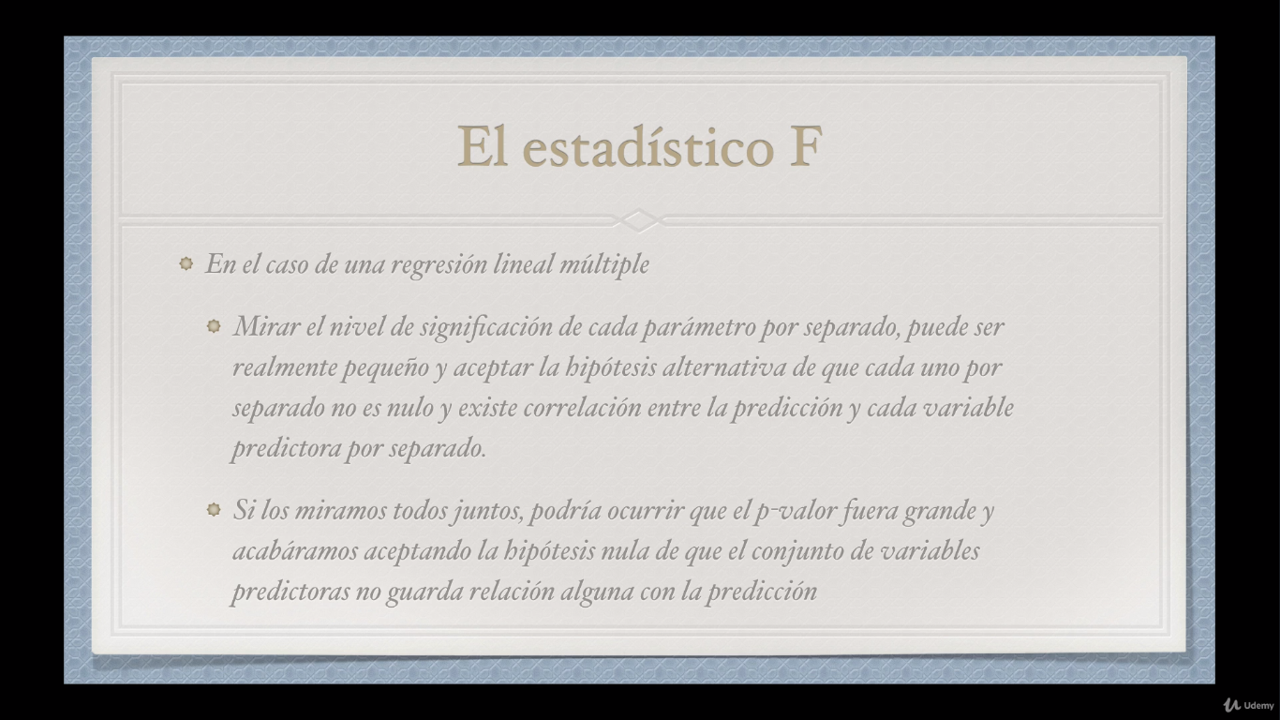 El estadístico F
En el caso de una regresión lineal múltiple
Mirar el nivel de significación de cada parámetro por separado, puede ser
realmente pequeño y aceptar la hipótesis alternativa de que cada uno por
separado no es nulo y existe correlación entre la predicción y cada variable
predictora por separado.
Si los miramos todos juntos, podría ocurrir que el p-valor fuera grande y
acabáramos aceptando la hipótesis nula de que el conjunto de variables
predictoras no guarda relación alguna con la predicción
Udemy